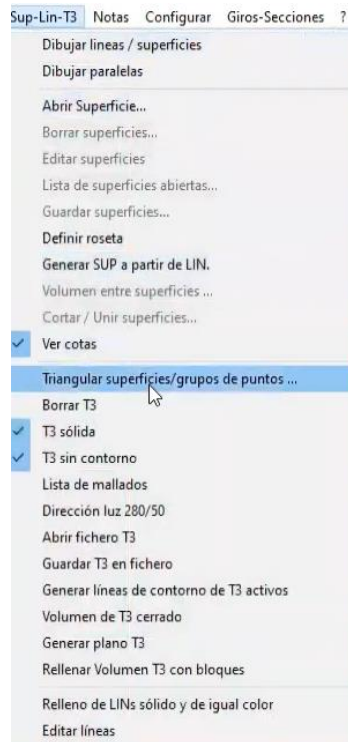 Sup-Lin-T3 Notas Configurar Giros-Secciones ?
Dibujar lineas / superficies
Dibujar paralelas
Abrir Superficie...
Borrar superficies...
Editar superficies
Lista de superficies abiertas...
Guardar superfícies...
Definir roseta
Generar SUP a partir de LIN.
Volumen entre superficies ...
Cortar / Unir superficies...
Ver cotas
Triangular superficies/grupos de puntos ...
Borrar T3
T3 sólida
T3 sin contorno
Lista de mallados
Dirección luz 280/50
Abrir fichero T3
Guardar T3 en fichero
Generar líneas de contorno de T3 activos
Volumen de T3 cerrado
Generar plano T3
Rellenar Volumen T3 con bloques
Relleno de LINs sólido y de igual color
Editar líneas